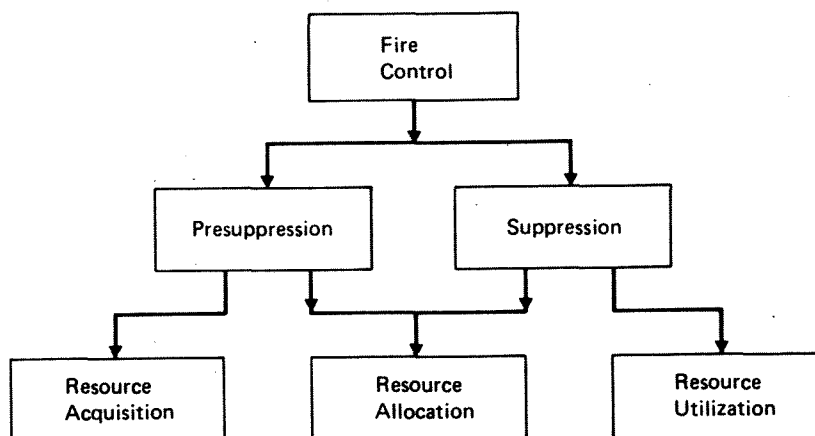 Fire
Control
Presuppression
Suppression
Resource
Acquisition
Resource
Allocation
Resource
Utilization